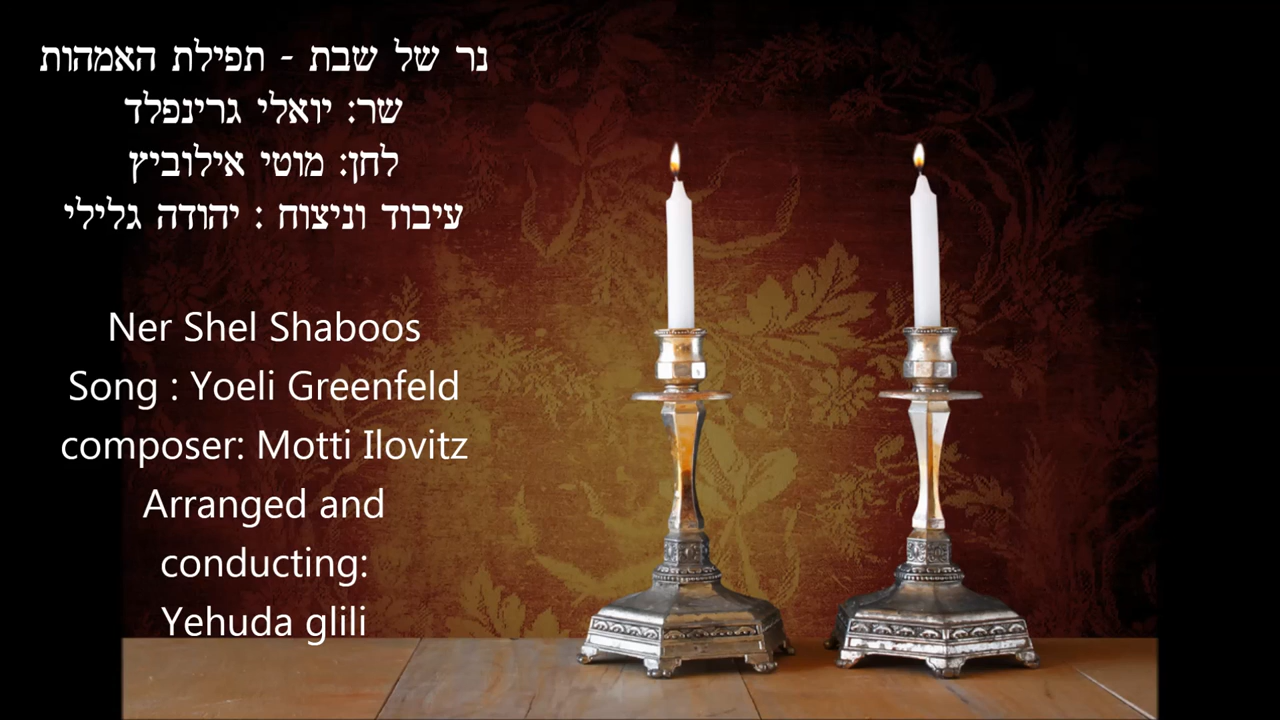 נר של שבת - תפילת האמהות
שר: יואלי גרינפלד
לחן: מוטי אילוביץ
עיבוד וניצוח : יהודה גלילי
Ner Shel Shaboos
Song : Yoeli Greenfeld
composer: Motti Ilovitz
Arranged and
conducting:
Yehuda glili